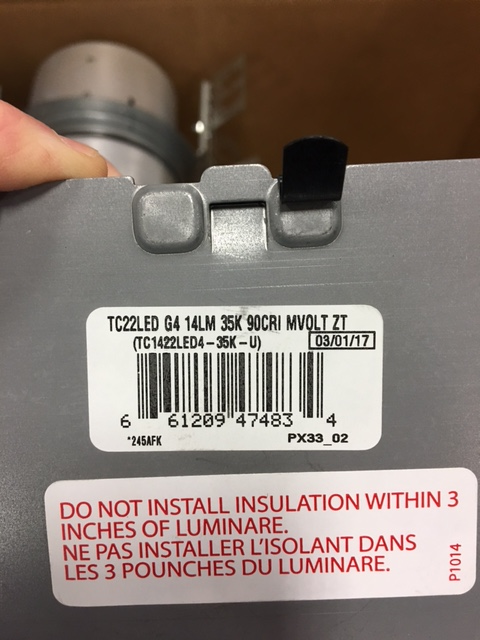 TC22LED G4 14LM 35K 90CRI MVOLT ZT
(TC1422LED4-35K-U) 03/01/17
6 61209 47483 4
*245AFK PX33_02
DO NOT INSTALL INSULATION WITHIN 3
INCHES OF LUMINARE.
NE PAS INSTALLER L'ISOLANT DANS
LES 3 POUNCHES DU LUMINARE.
P1014